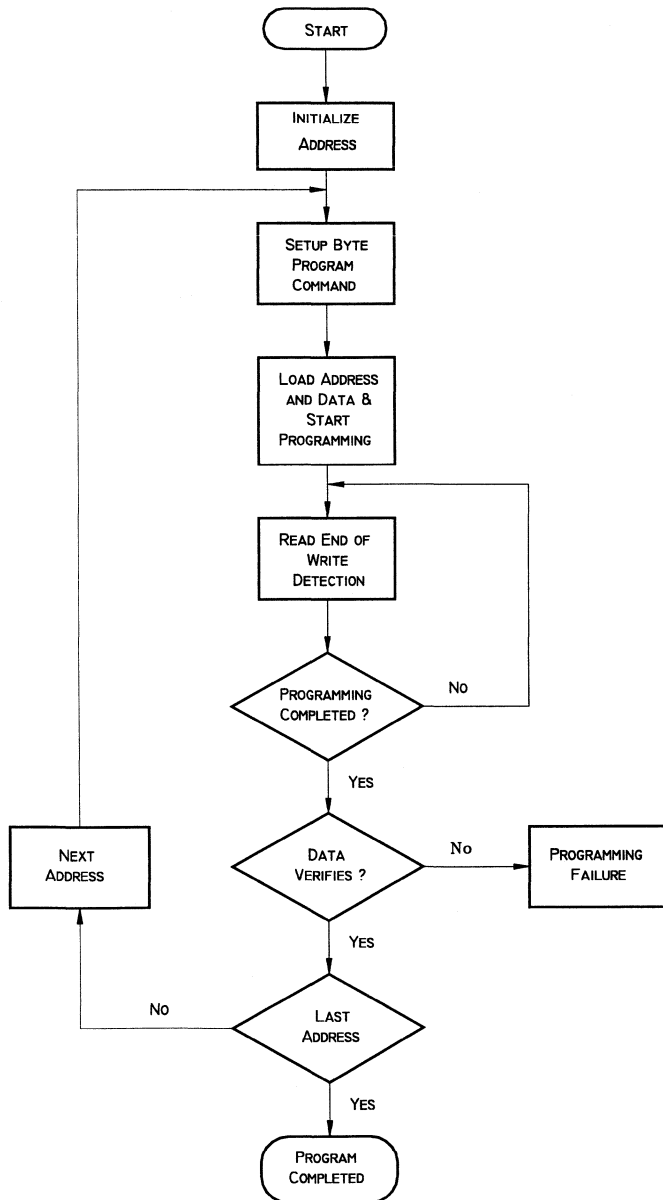 START
INITIALIZE
ADDRESS
SETUP BYTE
PROGRAM
COMMAND
LOAD ADDRESS
AND DATA &
START
PROGRAMMING
READ END OF
WRITE
DETECTION
PROGRAMMING
COMPLETED ?
NO
YES
DATA
VERIFIES ?
No
PROGRAMMING
FAILURE
NEXT
ADDRESS
YES
LAST
ADDRESS
NO
YES
PROGRAM
COMPLETED